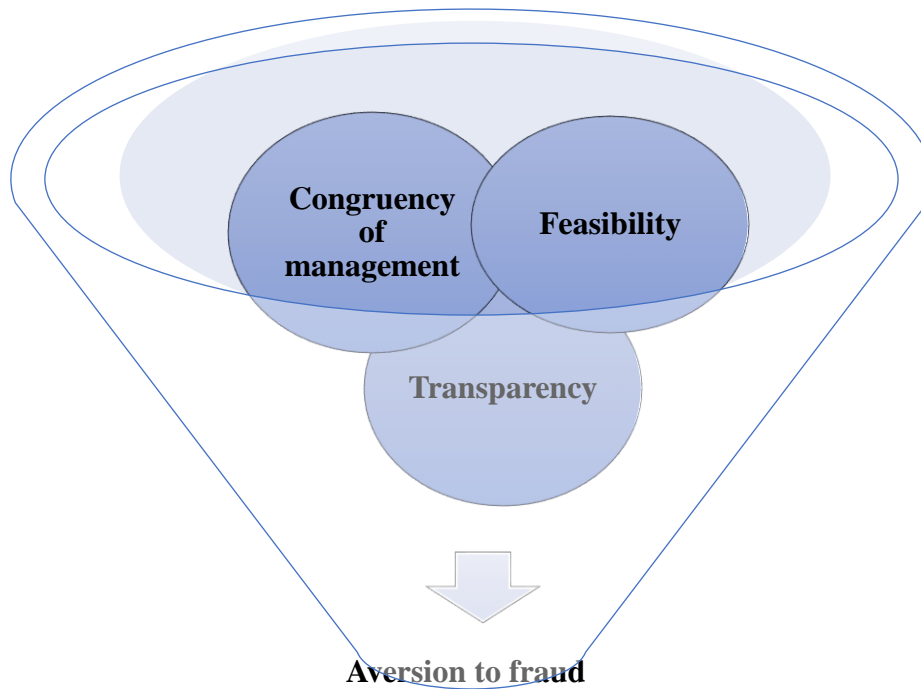 Congruency
of
management
Feasibility
Transparency
Aversion to fraud